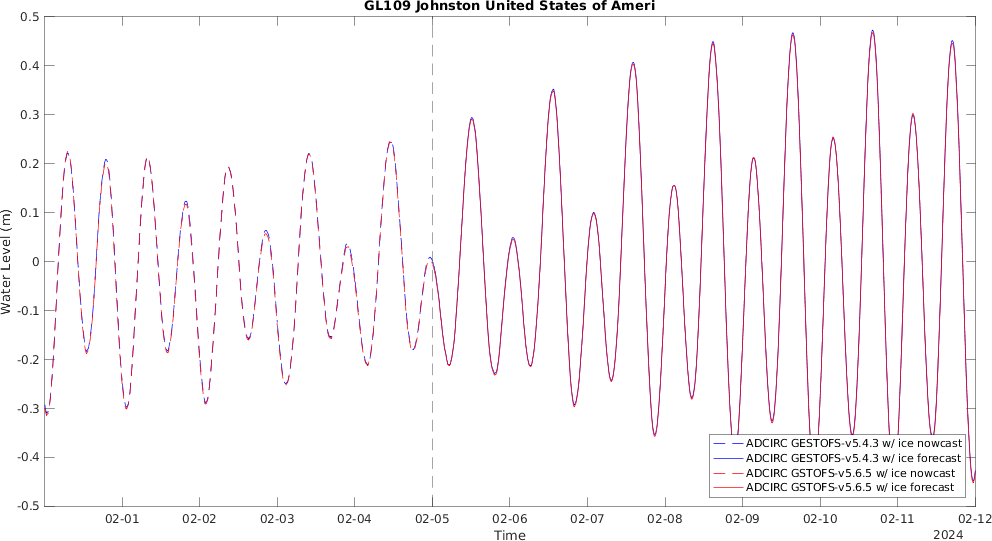 GL109 Johnston United States of Ameri
0.5
0.4
0.3
0.2
0.1
0
-0.1
-0.2
-0.3
-0.4
-0.5
Water Level (m)
ADCIRC GESTOFS-v5.4.3 w/ ice nowcast
ADCIRC GESTOFS-v5.4.3 w/ ice forecast
ADCIRC GSTOFS-v5.6.5 w/ ice nowcast
ADCIRC GSTOFS-v5.6.5 w/ ice forecast
02-01 02-02 02-03 02-04 02-05 02-06 02-07 02-08 02-09 02-10 02-11 02-12
Time
2024